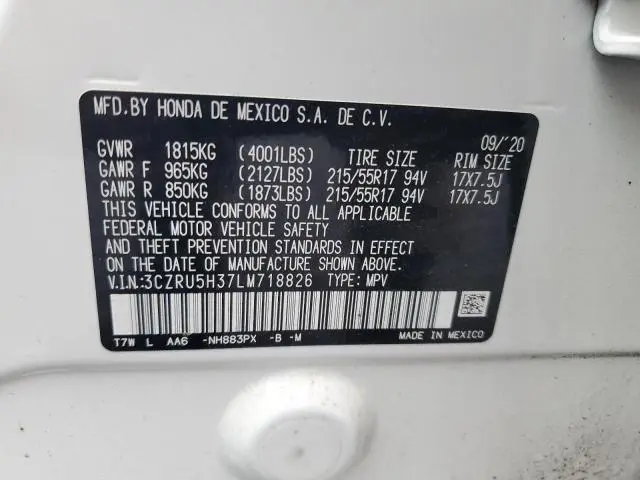 MFD. BY HONDA DE MEXICO S.A. DE C.V.
09/'20
GVWR 1815KG (4001LBS) TIRE SIZE RIM SIZE
GAWR F 965KG (2127LBS) 215/55R17 94V 17X7.5J
GAWR R 850KG (1873LBS) 215/55R17 94V 17X7.5J
THIS VEHICLE CONFORMS TO ALL APPLICABLE
FEDERAL MOTOR VEHICLE SAFETY
AND THEFT PREVENTION STANDARDS IN EFFECT
ON THE DATE OF MANUFACTURE SHOWN ABOVE.
V.I.N:3CZRU5H37LM718826 TYPE: MPV
T7W L AA6 -NH883PX -B -M MADE IN MEXICO